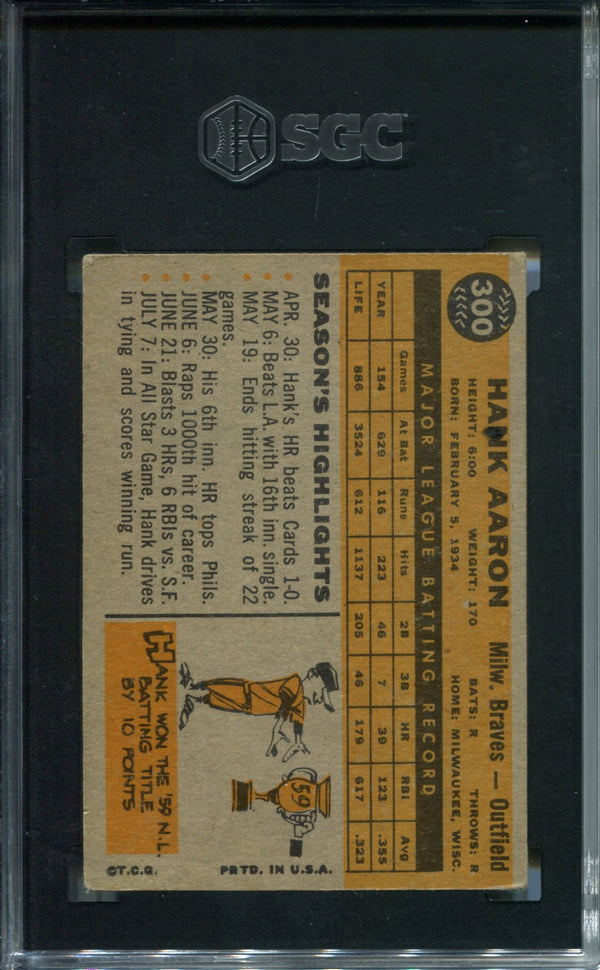 SGC
300
HANK AARON Milw. Braves — Outfield
HEIGHT: 6:00 WEIGHT: 170 BATS: R THROWS: R
BORN: FEBRUARY 5, 1934 HOME: MILWAUKEE, WISC.
MAJOR LEAGUE BATTING RECORD
Games At Bat Runs Hits 2B 3B HR RBI Avg
YEAR 154 629 116 223 46 7 39 123 .355
LIFE 886 3524 612 1137 205 46 179 617 .323
SEASON'S HIGHLIGHTS
• APR. 30: Hank's HR beats Cards 1-0.
• MAY 6: Beats L.A. with 16th inn. single.
• MAY 19: Ends hitting streak of 22
games.
• MAY 30: His 6th inn. HR tops Phils.
• JUNE 6: Raps 1000th hit of career.
• JUNE 21: Blasts 3 HRs, 6 RBIs vs. S.F.
• JULY 7: In All Star Game, Hank drives
in tying and scores winning run.
59
HANK WON THE '59 N.L.
BATTING TITLE
BY 10 POINTS
©T.C.G. PRTD. IN U.S.A.